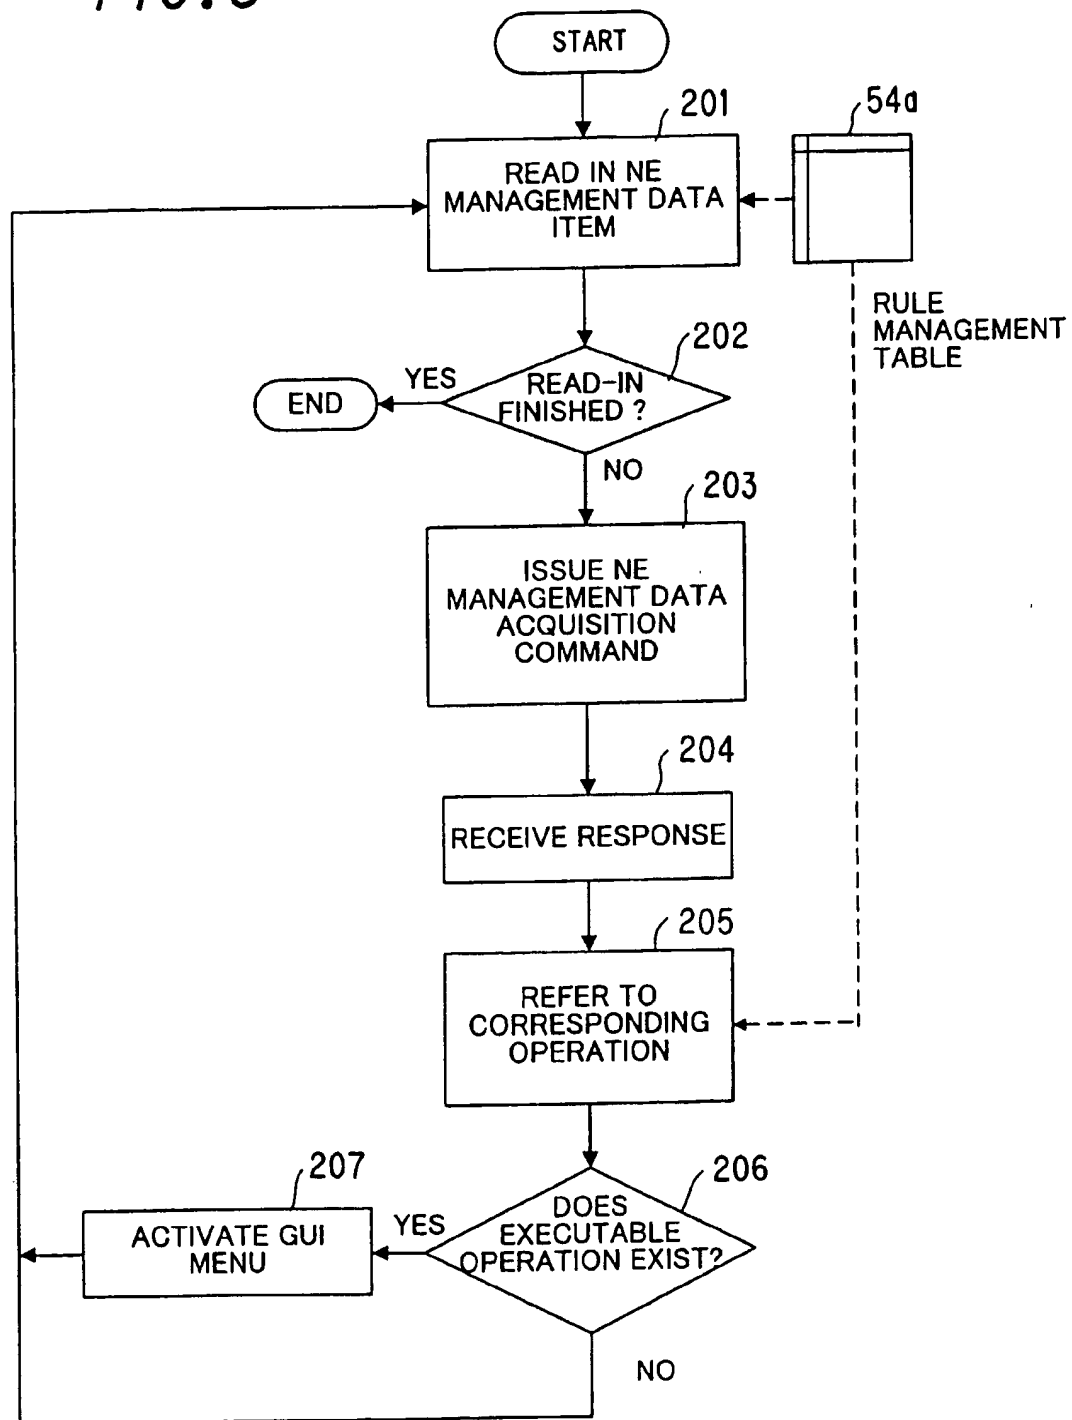 START
201
54a
READ IN NE
MANAGEMENT DATA
ITEM
RULE
MANAGEMENT
TABLE
202
YES
READ-IN
FINISHED ?
END
NO
203
ISSUE NE
MANAGEMENT DATA
ACQUISITION
COMMAND
204
RECEIVE RESPONSE
205
REFER TO
CORRESPONDING
OPERATION
206
207
DOES
EXECUTABLE
OPERATION EXIST?
YES
ACTIVATE GUI
MENU
NO